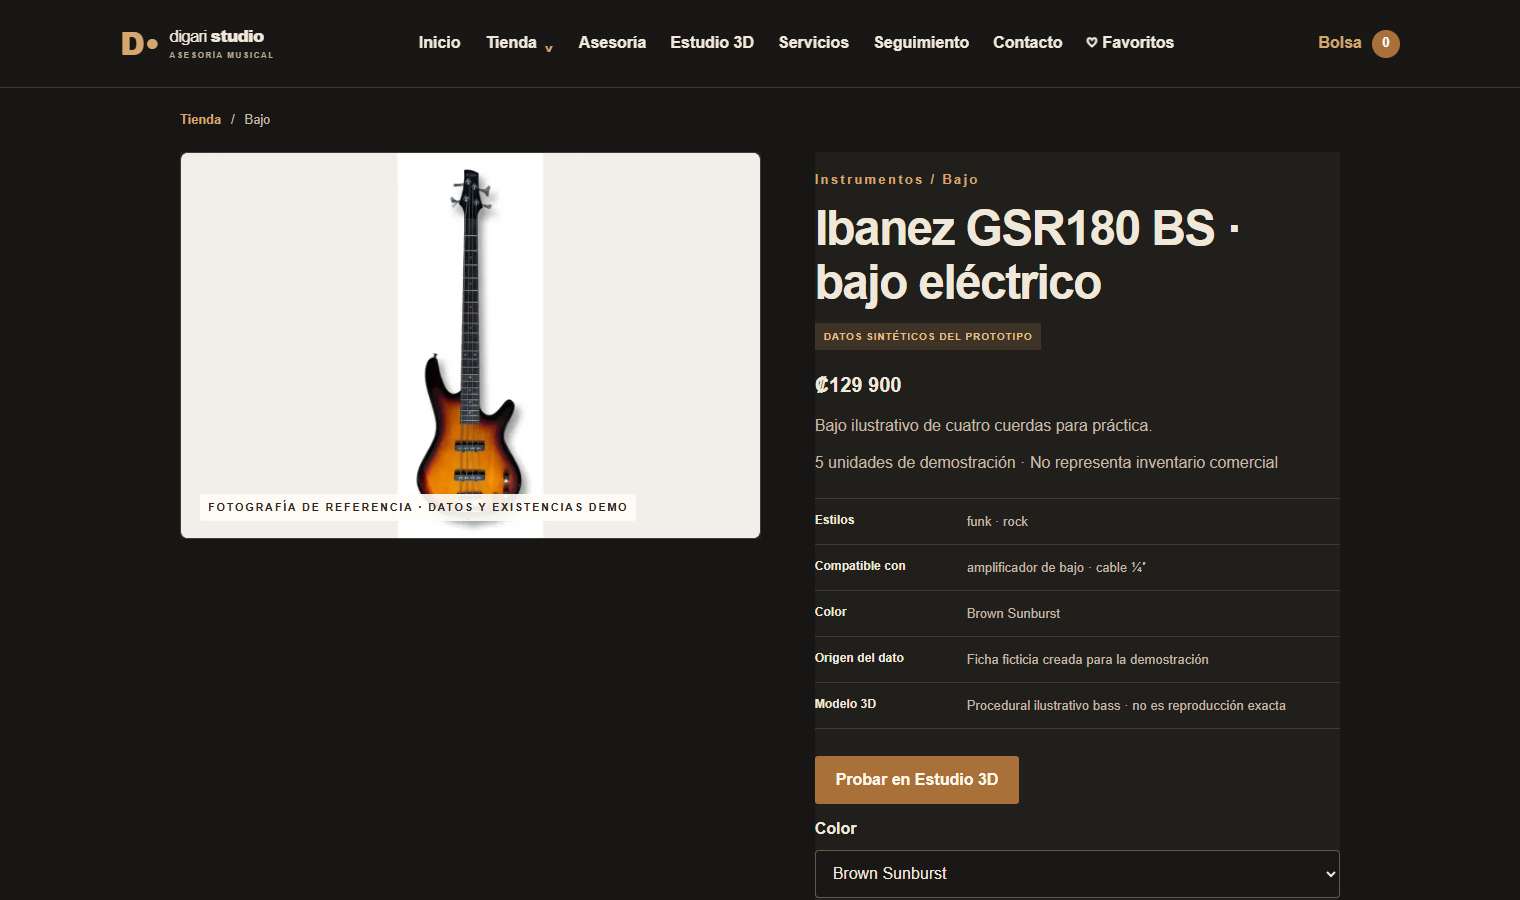 D•
digari studio
ASESORÍA MUSICAL
Inicio
Tienda v
Asesoría
Estudio 3D
Servicios
Seguimiento
Contacto
♡ Favoritos
Bolsa 0
Tienda / Bajo
FOTOGRAFÍA DE REFERENCIA · DATOS Y EXISTENCIAS DEMO
Instrumentos / Bajo
Ibanez GSR180 BS ·
bajo eléctrico
DATOS SINTÉTICOS DEL PROTOTIPO
₡129 900
Bajo ilustrativo de cuatro cuerdas para práctica.
5 unidades de demostración · No representa inventario comercial
Estilos funk · rock
Compatible con amplificador de bajo · cable ¼″
Color Brown Sunburst
Origen del dato Ficha ficticia creada para la demostración
Modelo 3D Procedural ilustrativo bass · no es reproducción exacta
Probar en Estudio 3D
Color
Brown Sunburst